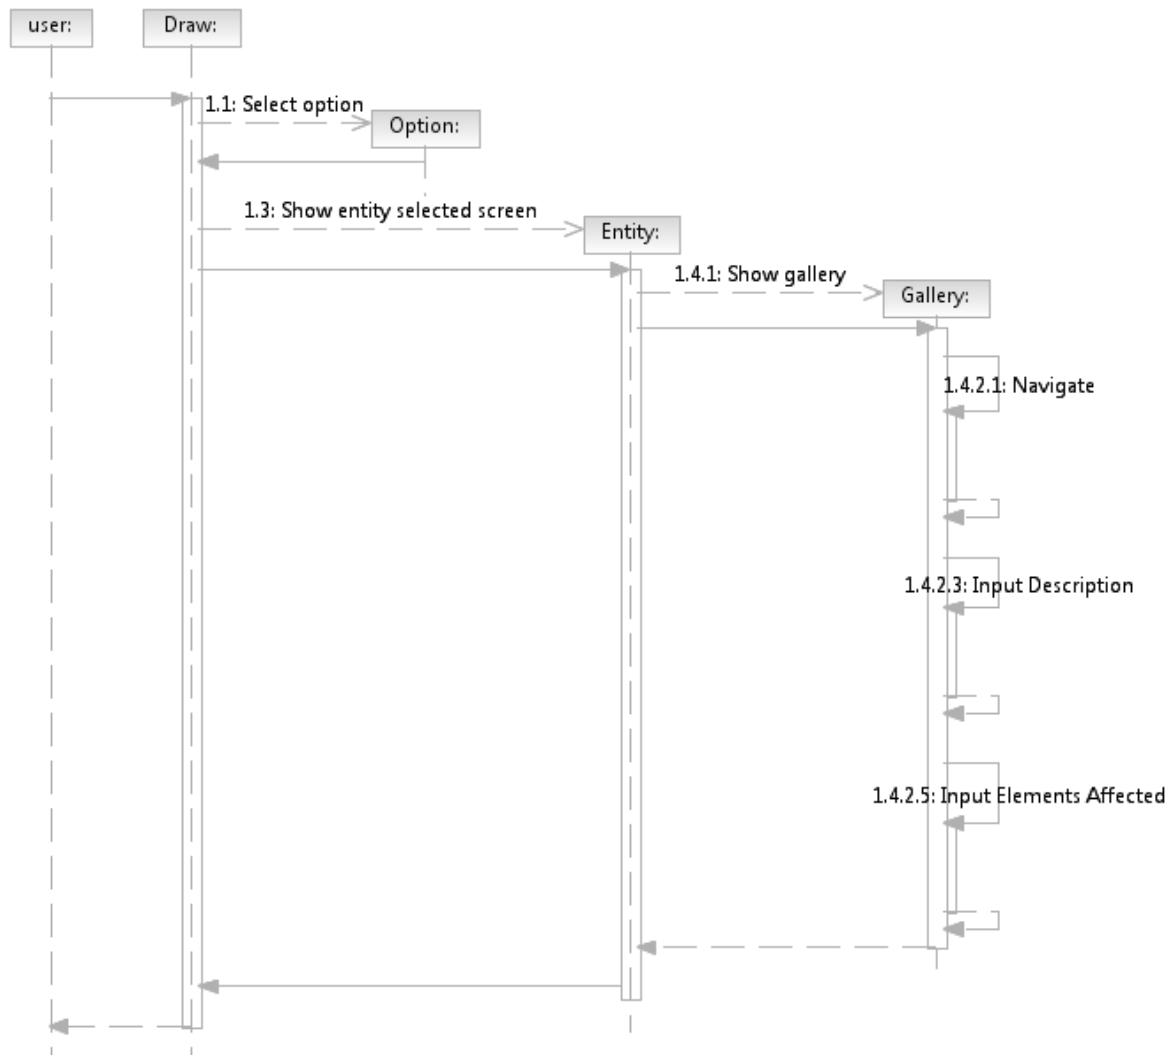 user:
Draw:
1.1: Select option
Option:
1.3: Show entity selected screen
Entity:
1.4.1: Show gallery
Gallery:
1.4.2.1: Navigate
1.4.2.3: Input Description
1.4.2.5: Input Elements Affected